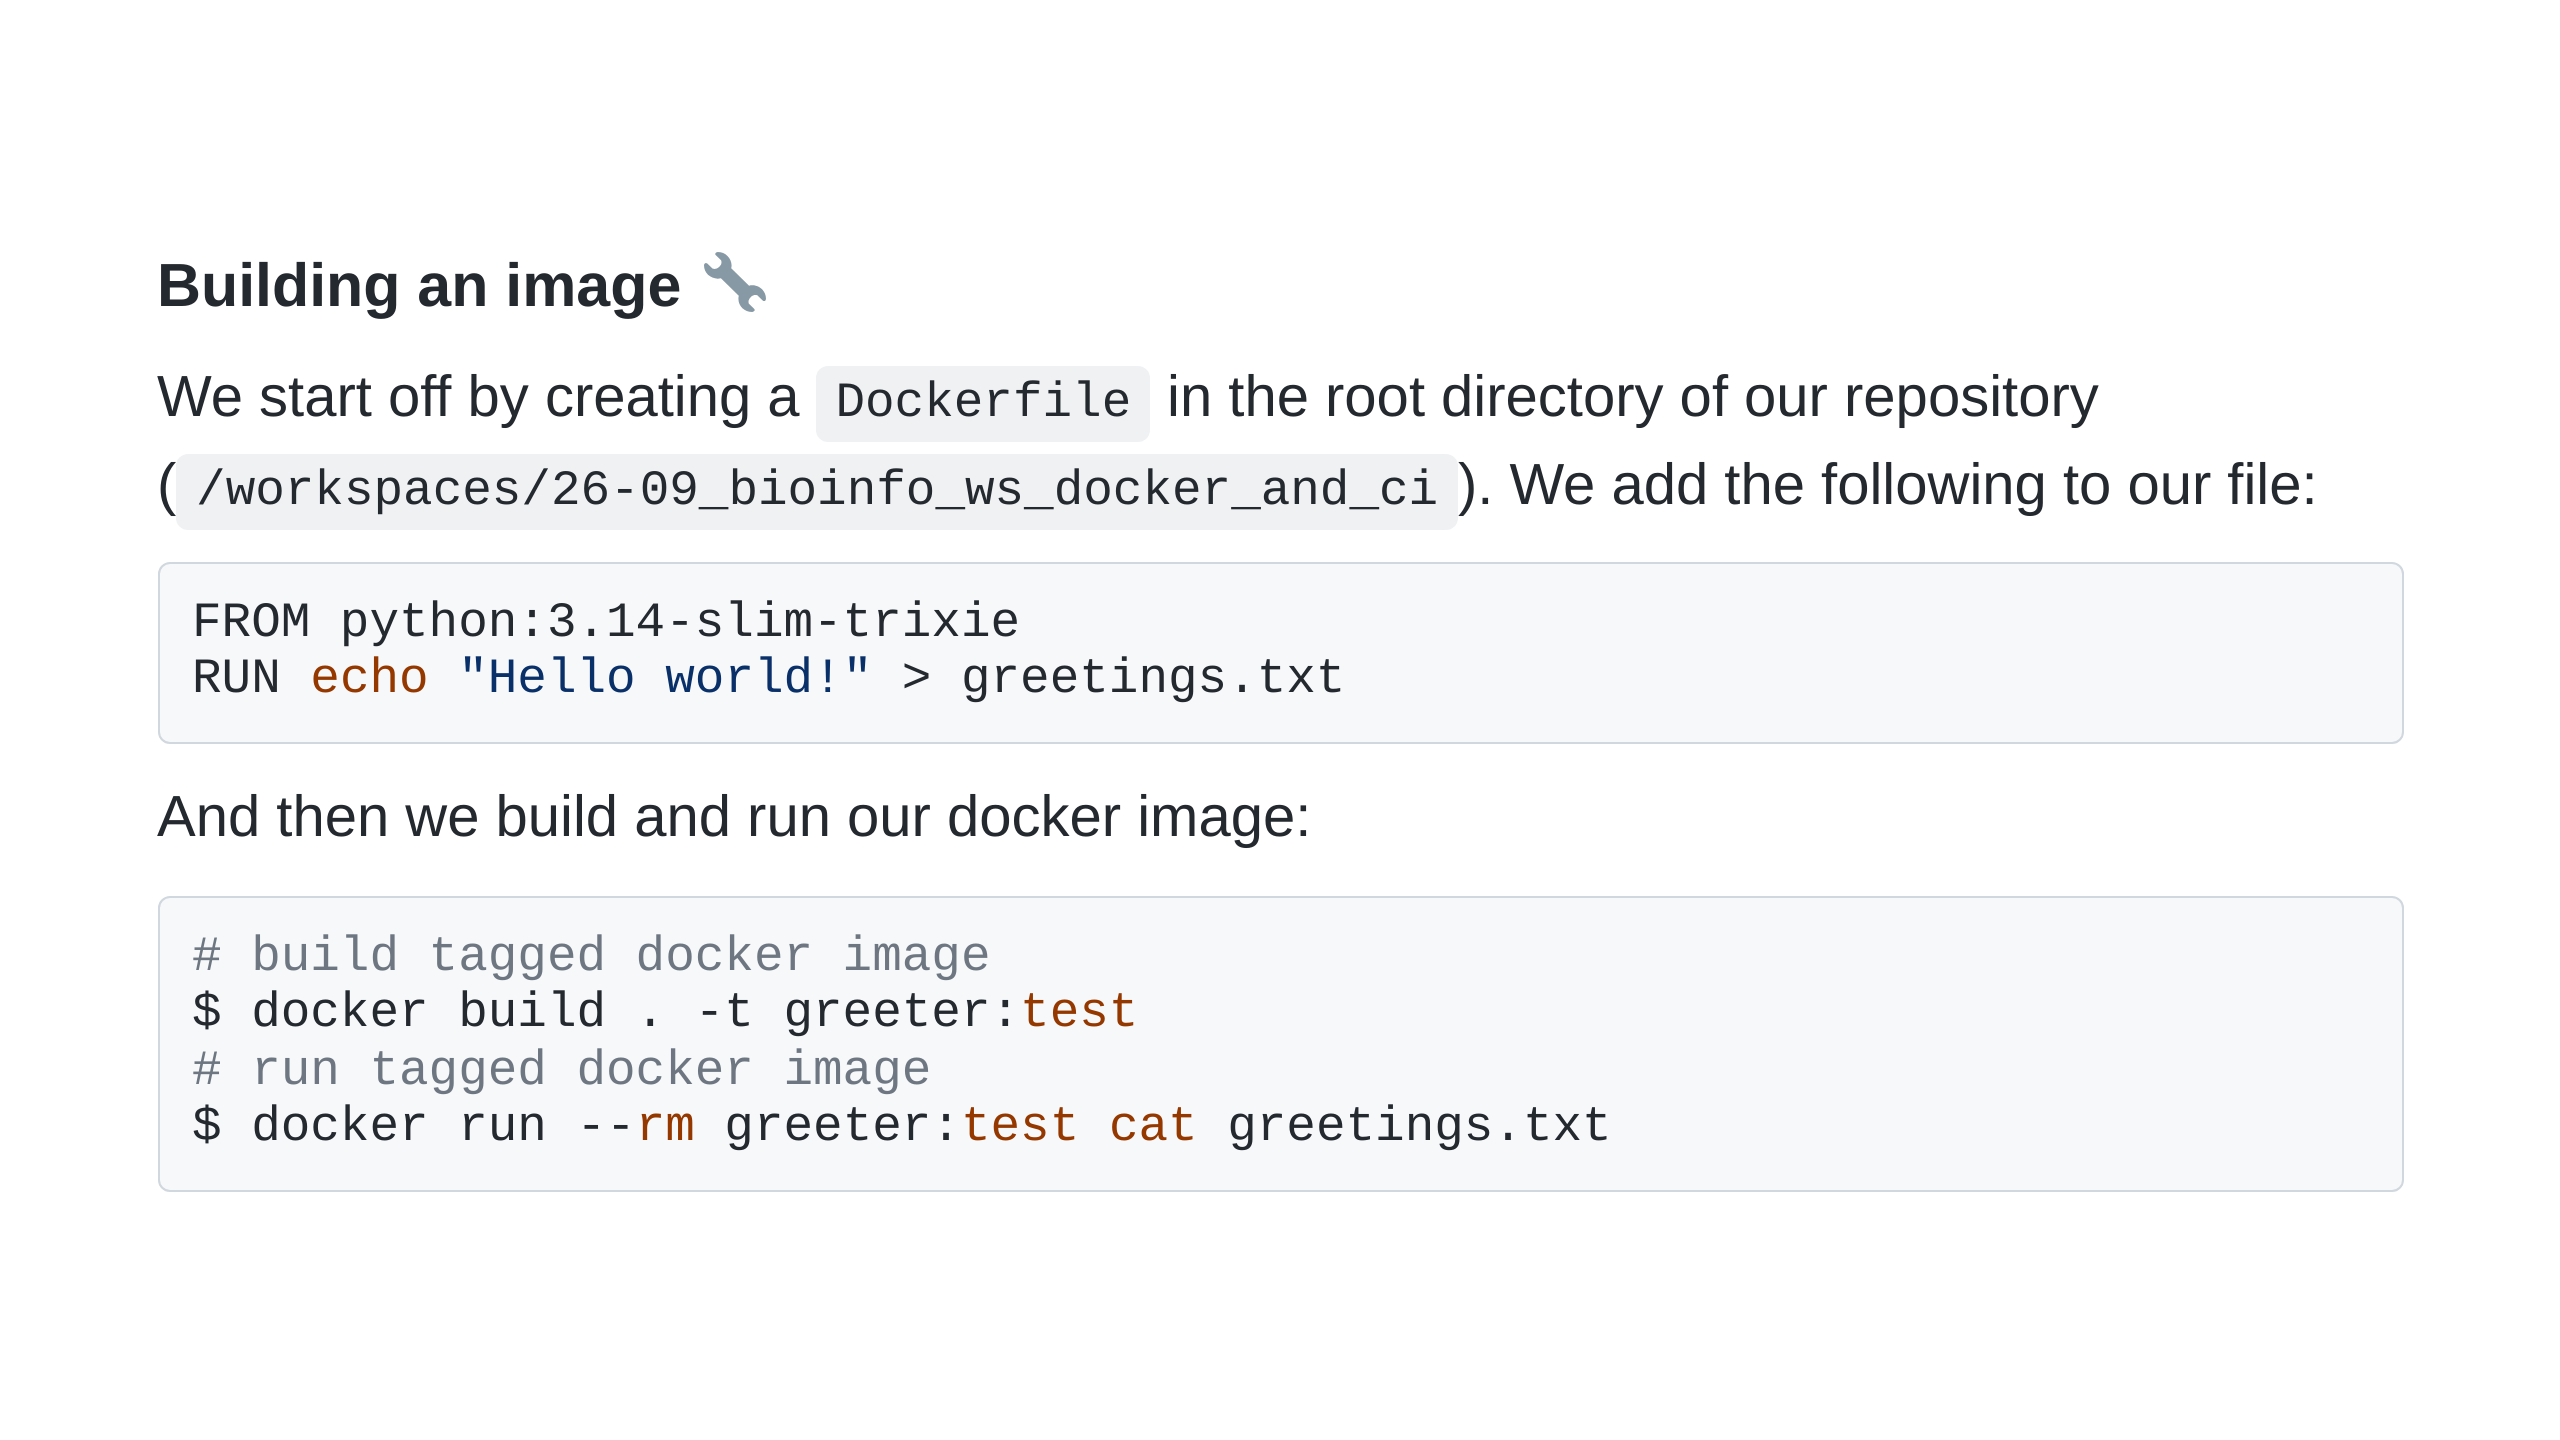 Building an image 🔧
We start off by creating a Dockerfile in the root directory of our repository
(/workspaces/26-09_bioinfo_ws_docker_and_ci). We add the following to our file:
FROM python:3.14-slim-trixie
RUN echo "Hello world!" > greetings.txt
And then we build and run our docker image:
# build tagged docker image
$ docker build . -t greeter:test
# run tagged docker image
$ docker run --rm greeter:test cat greetings.txt